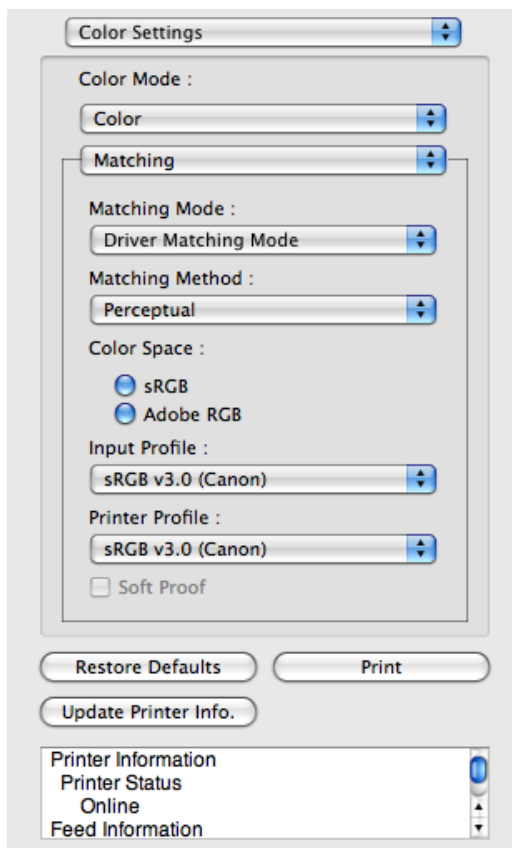 Color Settings
Color Mode :
Color
Matching
Matching Mode :
Driver Matching Mode
Matching Method :
Perceptual
Color Space :
sRGB
Adobe RGB
Input Profile :
sRGB v3.0 (Canon)
Printer Profile :
sRGB v3.0 (Canon)
Soft Proof
Restore Defaults Print
Update Printer Info.
Printer Information
Printer Status
Online
Feed Information